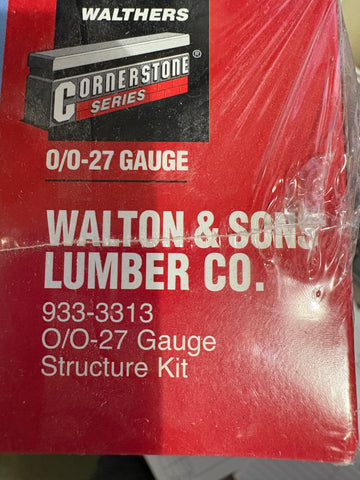 WALTHERS
CORNERSTONE®
SERIES
O/O-27 GAUGE
WALTON & SONS
LUMBER CO.
933-3313
O/O-27 Gauge
Structure Kit